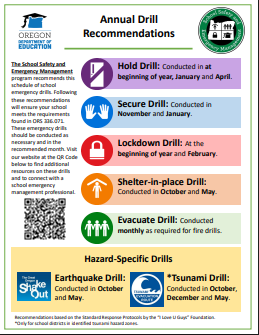 Annual Drill
Recommendations
OREGON
DEPARTMENT OF
EDUCATION
The School Safety and
Emergency Management
program recommends this
schedule of school
emergency drills. Following
these recommendations
will ensure your school
meets the requirements
found in ORS 336.071.
These emergency drills
should be conducted as
necessary and in the
recommended month. Visit
our website at the QR Code
below to find additional
resources on these drills
and to connect with a
school emergency
management professional.
Hold Drill: Conducted in at
beginning of year, January and April.
Secure Drill: Conducted in
November and January.
Lockdown Drill: At the
beginning of year and February.
Shelter-in-place Drill:
Conducted in October and May.
Evacuate Drill: Conducted
monthly as required for fire drills.
Hazard-Specific Drills
Shake
Out
Earthquake Drill:
Conducted in October
and May.
TSUNAMI
*Tsunami Drill:
Conducted in October,
December and May.
Recommendations based on the Standard Response Protocols by the "I Love U Guys" Foundation.
*Only for school districts in identified tsunami hazard zones.